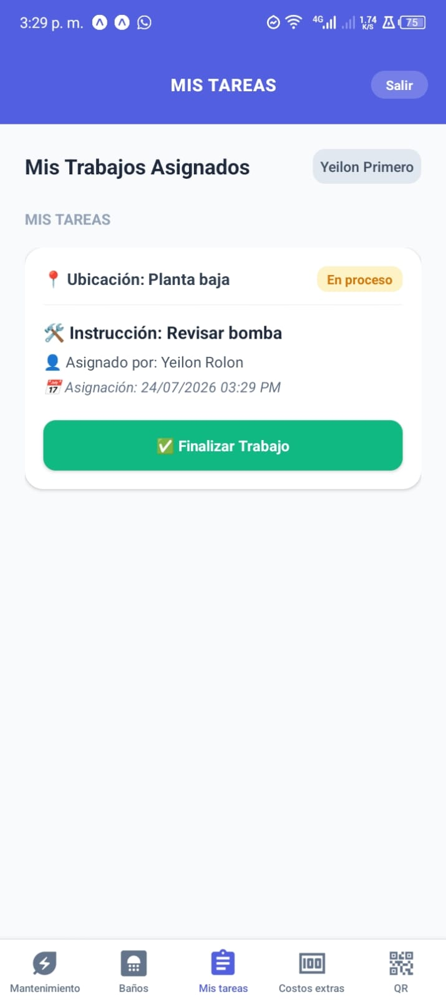 3:29 p. m. 4G 1.74 K/S 75
MIS TAREAS
Salir
Mis Trabajos Asignados
Yeilon Primero
MIS TAREAS
Ubicación: Planta baja
En proceso
Instrucción: Revisar bomba
Asignado por: Yeilon Rolon
Asignación: 24/07/2026 03:29 PM
Finalizar Trabajo
Mantenimiento
Baños
Mis tareas
Costos extras
QR